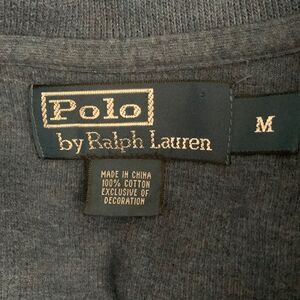 Polo
by Ralph Lauren
M
MADE IN CHINA
100% COTTON
EXCLUSIVE OF
DECORATION